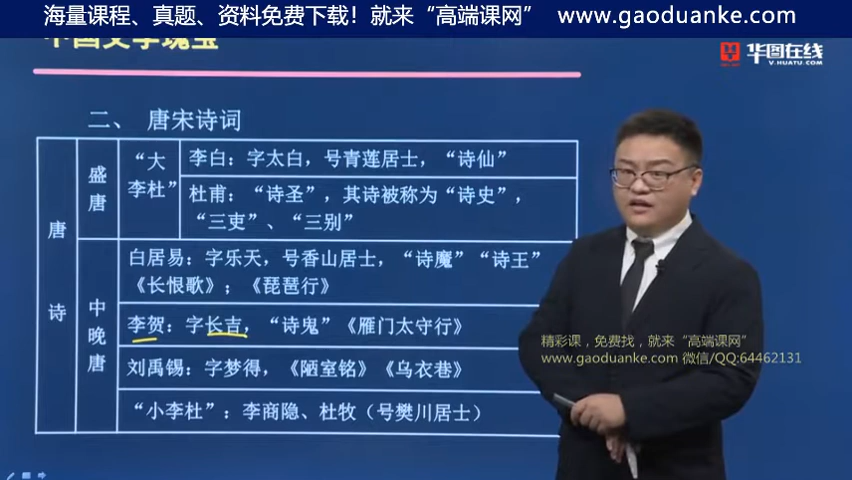 海量课程、真题、资料免费下载！就来“高端课网” www.gaoduanke.com
中国文学瑰宝
华图在线
V.HUATU.COM
二、 唐宋诗词
唐诗
盛唐
“大李杜”
李白：字太白，号青莲居士，“诗仙”
杜甫：“诗圣”，其诗被称为“诗史”，
“三吏”、“三别”
中晚唐
白居易：字乐天，号香山居士，“诗魔”“诗王”
《长恨歌》；《琵琶行》
李贺：字长吉，“诗鬼”《雁门太守行》
刘禹锡：字梦得，《陋室铭》《乌衣巷》
“小李杜”：李商隐、杜牧（号樊川居士）
精彩课，免费找，就来“高端课网”
www.gaoduanke.com 微信/QQ:64462131